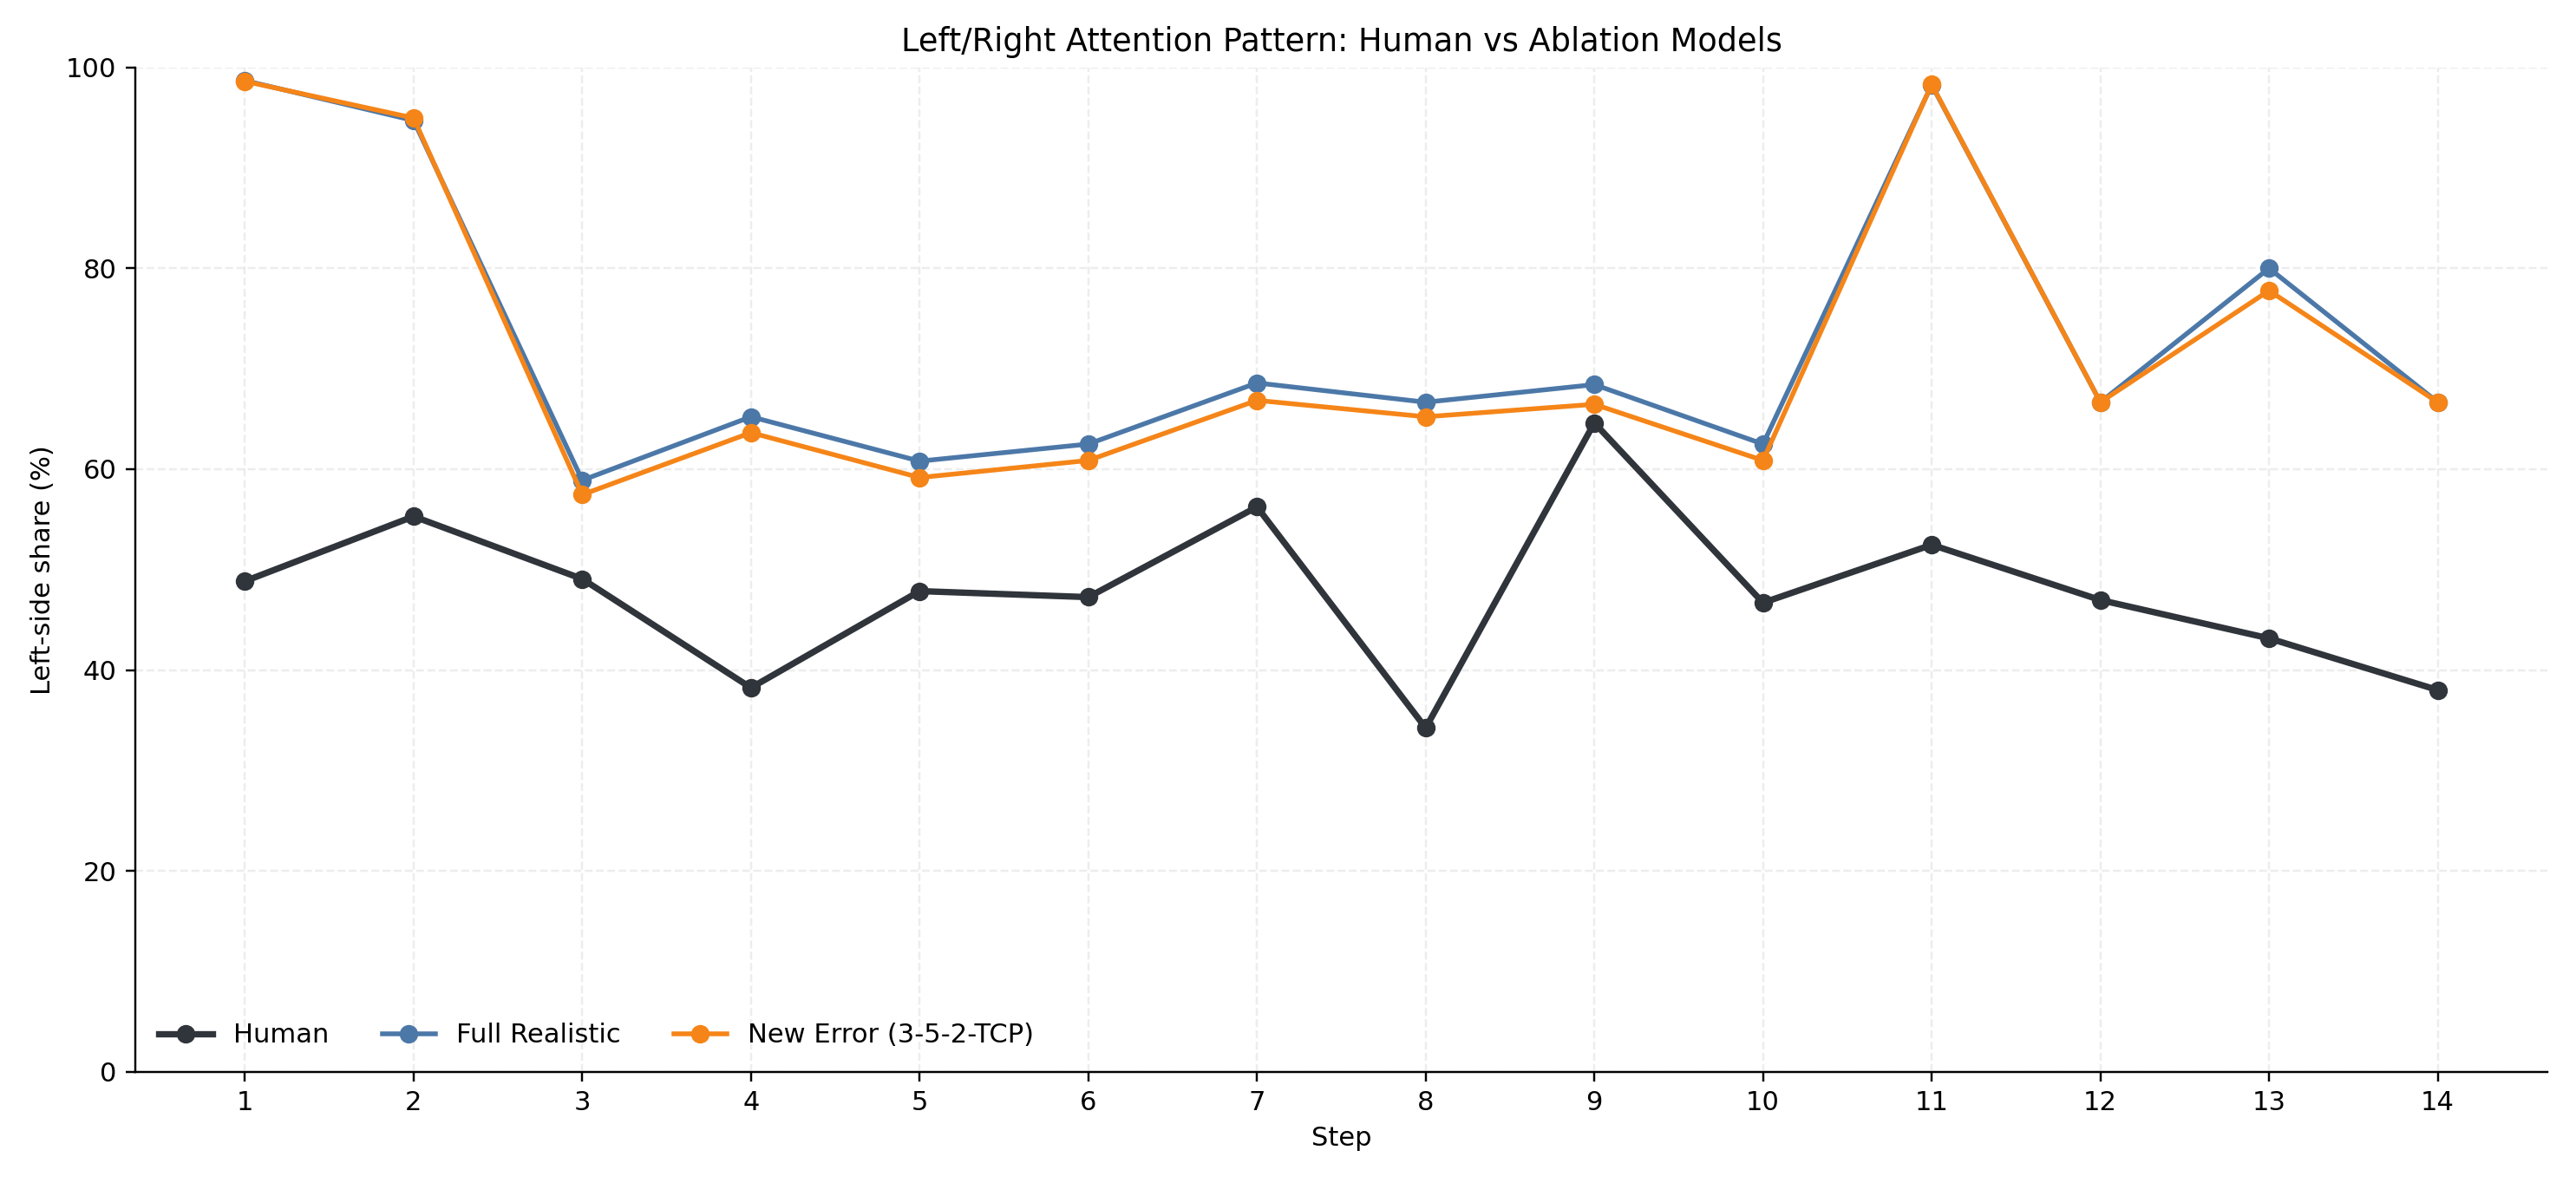 Left/Right Attention Pattern: Human vs Ablation Models
Left-side share (%)
100
80
60
40
20
0
Human Full Realistic New Error (3-5-2-TCP)
1 2 3 4 5 6 7 8 9 10 11 12 13 14
Step